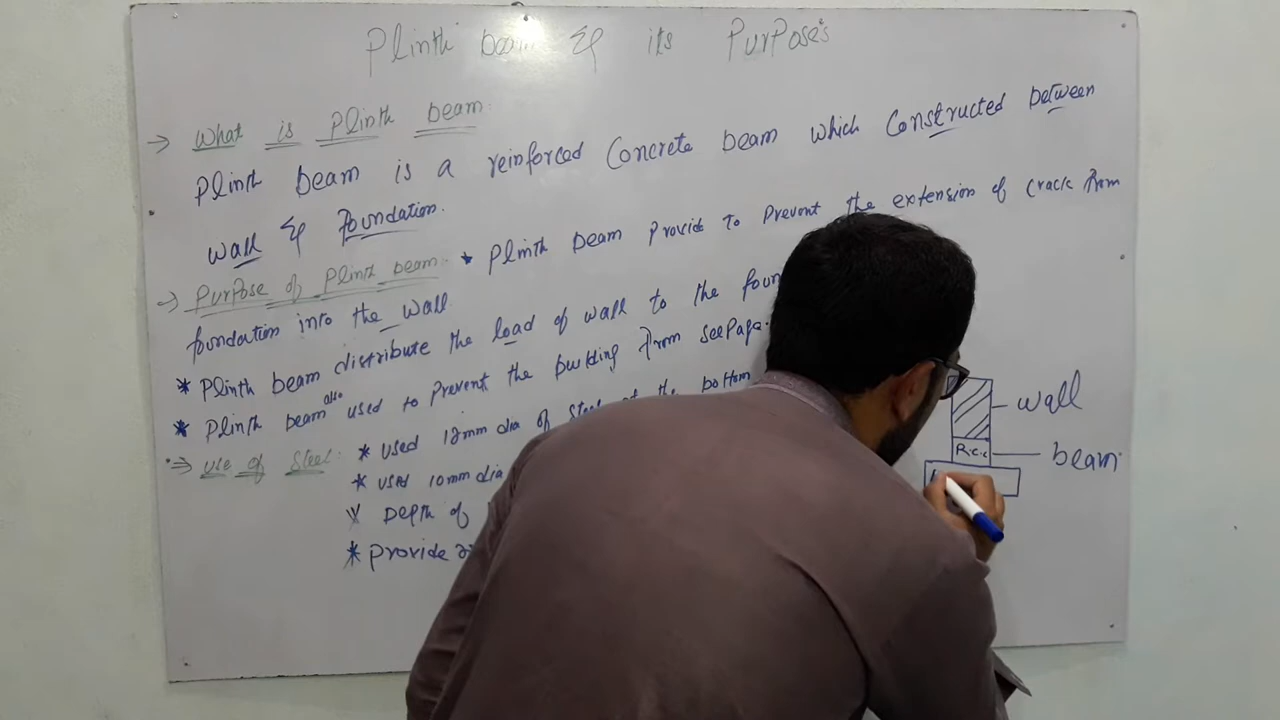 Plinth beam & its Purposes
→ What is Plinth beam.
Plinth beam is a reinforced Concrete beam which Constructed between
wall & foundation.
→ Purpose of Plinth beam. * Plinth beam Provide to Prevent the extension of crack from
foundation into the wall.
* Plinth beam distribute the load of wall to the foun
* Plinth beam also used to Prevent the building from seepage.
⇒ use of steel. * used 12mm dia of steel at the bottom
* used 10mm dia
* Depth of
* Provide
wall
R.C.C
beam.